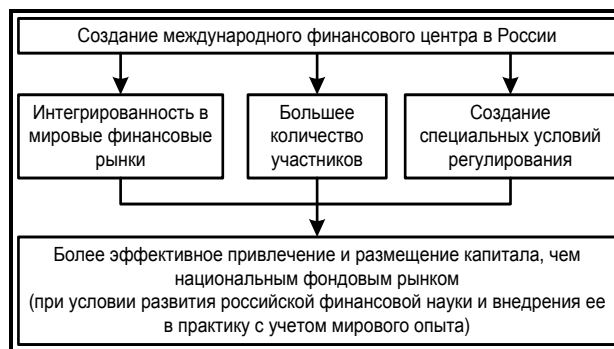 Создание международного финансового центра в России
Интегрированность в
мировые финансовые
рынки
Большее
количество
участников
Создание
специальных условий
регулирования
Более эффективное привлечение и размещение капитала, чем
национальным фондовым рынком
(при условии развития российской финансовой науки и внедрения ее
в практику с учетом мирового опыта)